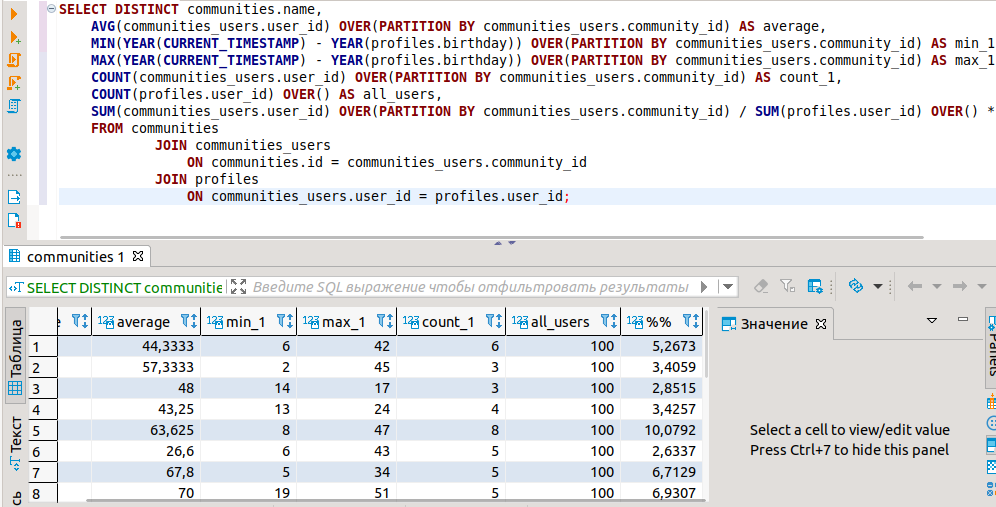 SELECT DISTINCT communities.name,
AVG(communities_users.user_id) OVER(PARTITION BY communities_users.community_id) AS average,
MIN(YEAR(CURRENT_TIMESTAMP) - YEAR(profiles.birthday)) OVER(PARTITION BY communities_users.community_id) AS min_1
MAX(YEAR(CURRENT_TIMESTAMP) - YEAR(profiles.birthday)) OVER(PARTITION BY communities_users.community_id) AS max_1
COUNT(communities_users.user_id) OVER(PARTITION BY communities_users.community_id) AS count_1,
COUNT(profiles.user_id) OVER() AS all_users,
SUM(communities_users.user_id) OVER(PARTITION BY communities_users.community_id) / SUM(profiles.user_id) OVER() *
FROM communities
JOIN communities_users
ON communities.id = communities_users.community_id
JOIN profiles
ON communities_users.user_id = profiles.user_id;
communities 1
SELECT DISTINCT communitie Введите SQL выражение чтобы отфильтровать результаты
e 123 average 123 min_1 123 max_1 123 count_1 123 all_users 123 %% Значение
1 44,3333 6 42 6 100 5,2673
2 57,3333 2 45 3 100 3,4059
3 48 14 17 3 100 2,8515
4 43,25 13 24 4 100 3,4257
5 63,625 8 47 8 100 10,0792
6 26,6 6 43 5 100 2,6337
7 67,8 5 34 5 100 6,7129
8 70 19 51 5 100 6,9307
Таблица
Текст
сь
Select a cell to view/edit value
Press Ctrl+7 to hide this panel
Panels